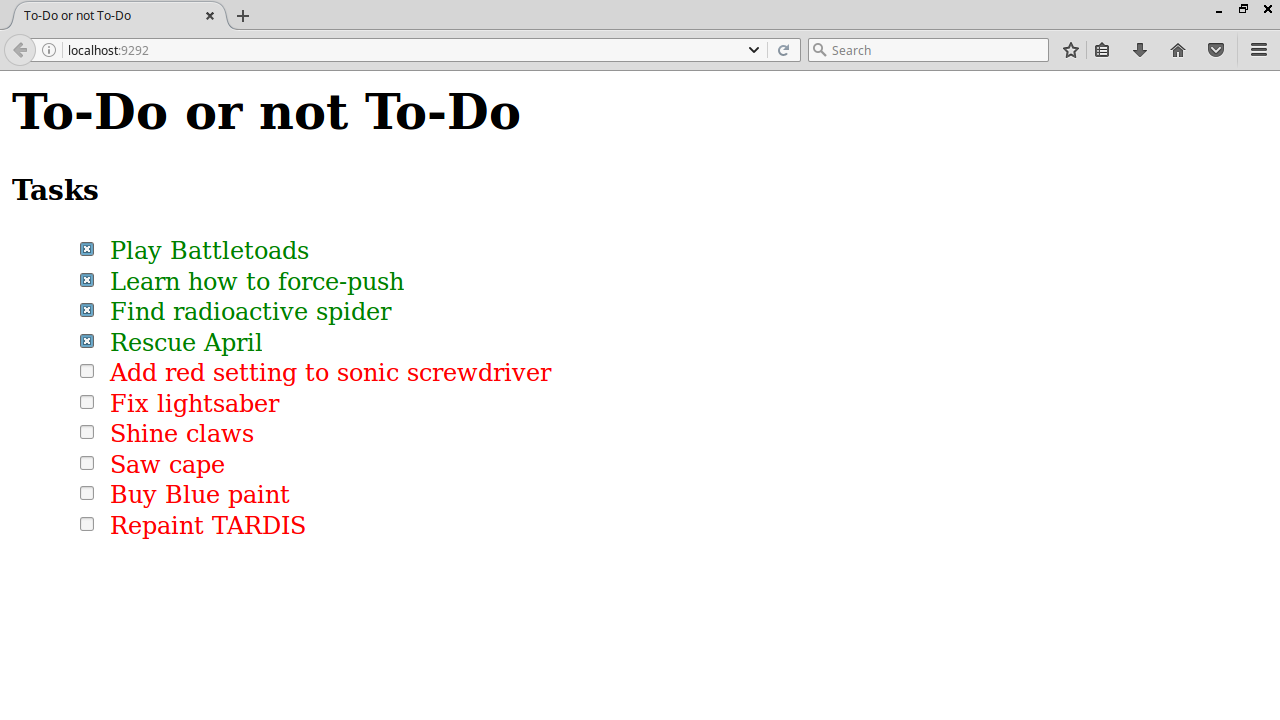 To-Do or not To-Do
localhost:9292
Search
To-Do or not To-Do
Tasks
Play Battletoads
Learn how to force-push
Find radioactive spider
Rescue April
Add red setting to sonic screwdriver
Fix lightsaber
Shine claws
Saw cape
Buy Blue paint
Repaint TARDIS